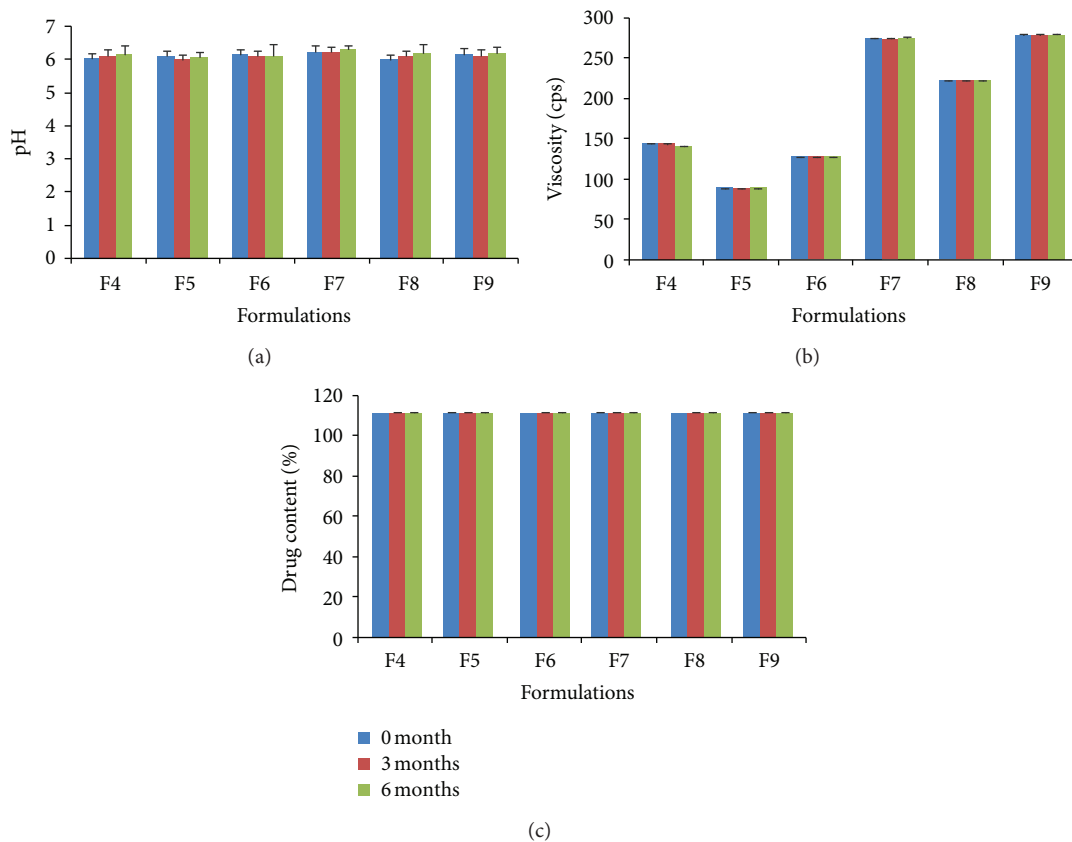 7
6
5
4
3
2
1
0
pH
F4 F5 F6 F7 F8 F9
Formulations
(a)
300
250
200
150
100
50
0
Viscosity (cps)
F4 F5 F6 F7 F8 F9
Formulations
(b)
120
100
80
60
40
20
0
Drug content (%)
F4 F5 F6 F7 F8 F9
Formulations
0 month
3 months
6 months
(c)